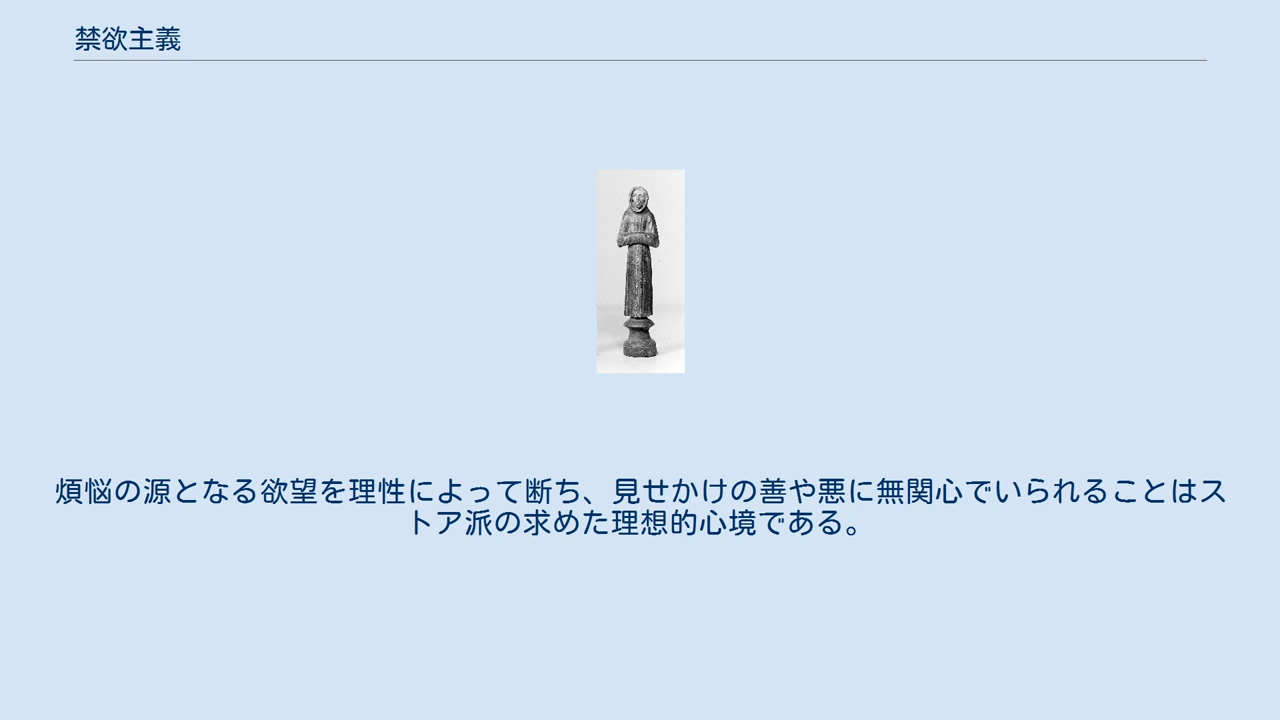 禁欲主義
煩悩の源となる欲望を理性によって断ち、見せかけの善や悪に無関心でいられることはス
トア派の求めた理想的心境である。